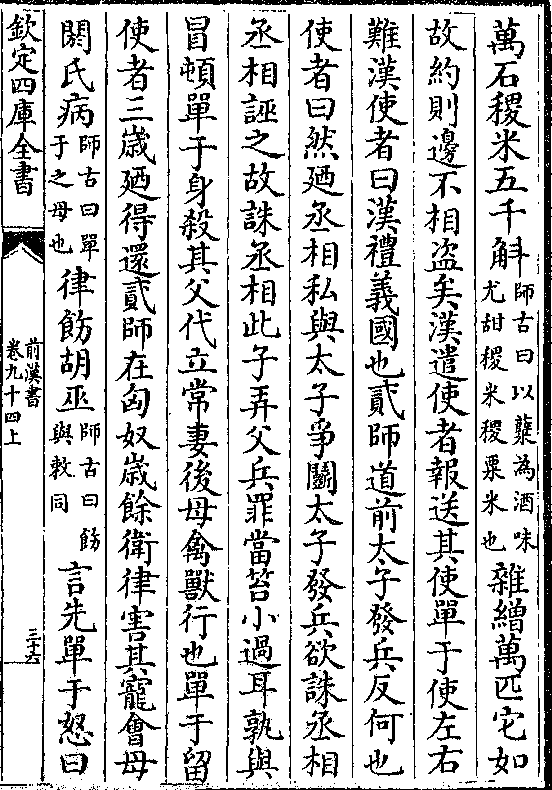 萬石稷米五千斛師古曰以糵為酒味尤甜稷米稷粟米也雜繒萬匹它如
故約則邊不相盗矣漢遣使者報送其使單于使左右
難漢使者曰漢禮義國也貳師道前太子發兵反何也
使者曰然廼丞相私與太子爭鬭太子發兵欲誅丞相
丞相誣之故誅丞相此子弄父兵罪當笞小過耳孰與
冒頓單于身殺其父代立常妻後母禽獸行也單于留
使者三歳廼得還貳師在匈奴歳餘衛律害其寵會母
閼氏病師古曰單于之母也律飭胡巫師古曰飭與敕同言先單于怒曰
欽定四庫全書
前漢書
卷九十四上
三十六